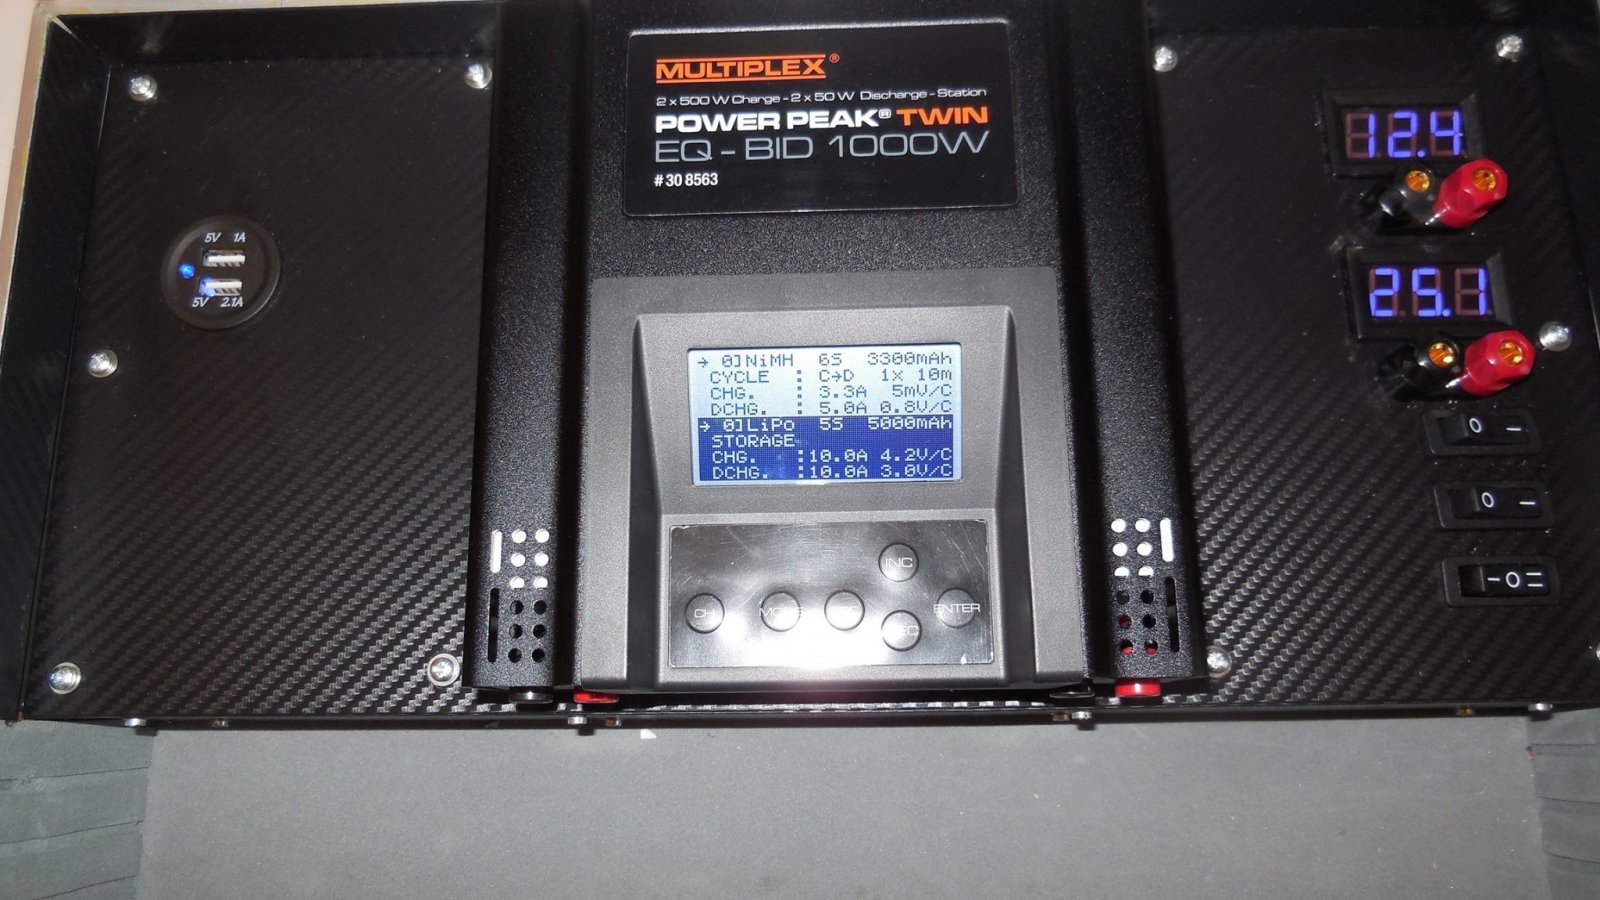 MULTIPLEX®
2 x 500 W Charge - 2 x 50 W Discharge - Station
POWER PEAK® TWIN
EQ - BID 1000W
# 30 8563
5V 1A
5V 2.1A
12.4
25.1
→ 0]NiMH 6S 3300mAh
CYCLE : C→D 1x 10m
CHG. : 3.3A 5mV/C
DCHG. : 5.0A 0.8V/C
→ 0]LiPo 5S 5000mAh
STORAGE
CHG. :10.0A 4.2V/C
DCHG. :10.0A 3.0V/C
O I
O I
I O II
INC
CH
ENTER